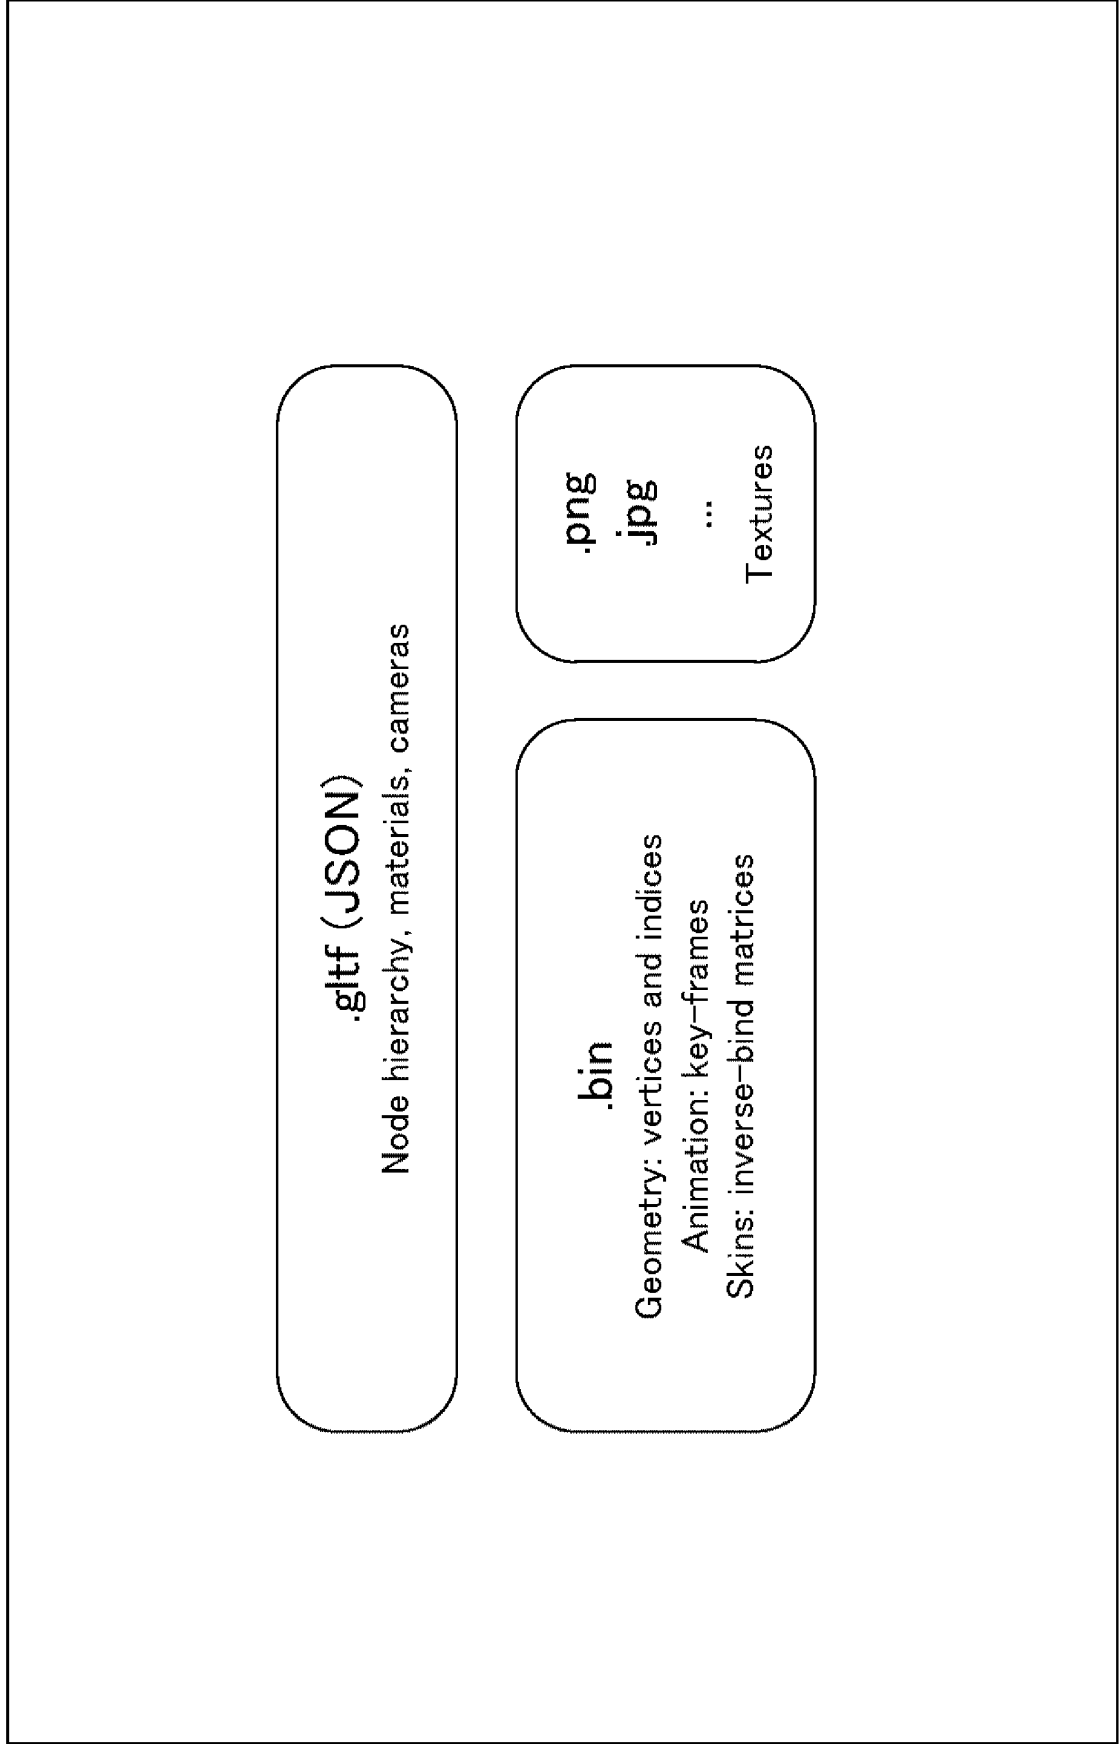 .gltf (JSON)
Node hierarchy, materials, cameras
.bin
Geometry: vertices and indices
Animation: key-frames
Skins: inverse-bind matrices
.png
.jpg
...
Textures